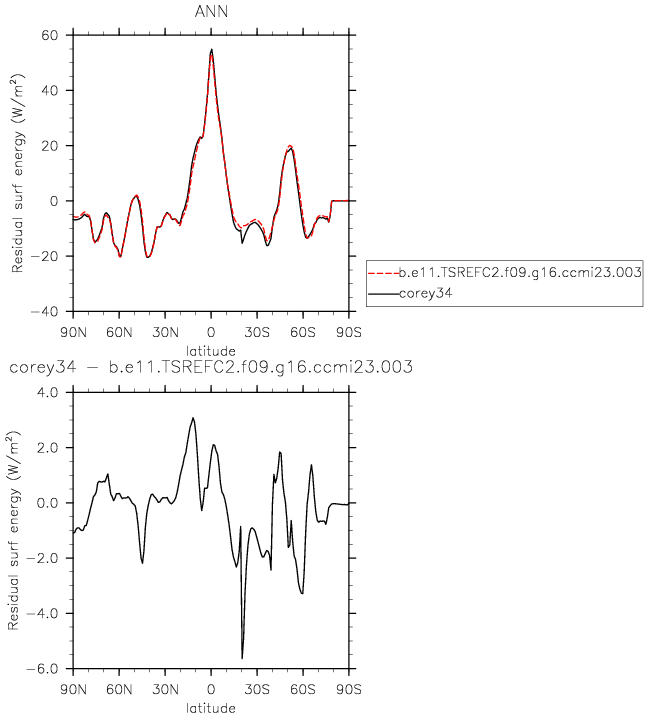 ANN
Residual surf energy (W/m²)
60
40
20
0
−20
−40
90N 60N 30N 0 30S 60S 90S
latitude
b.e11.TSREFC2.f09.g16.ccmi23.003
corey34
corey34 − b.e11.TSREFC2.f09.g16.ccmi23.003
Residual surf energy (W/m²)
4.0
2.0
0.0
−2.0
−4.0
−6.0
90N 60N 30N 0 30S 60S 90S
latitude